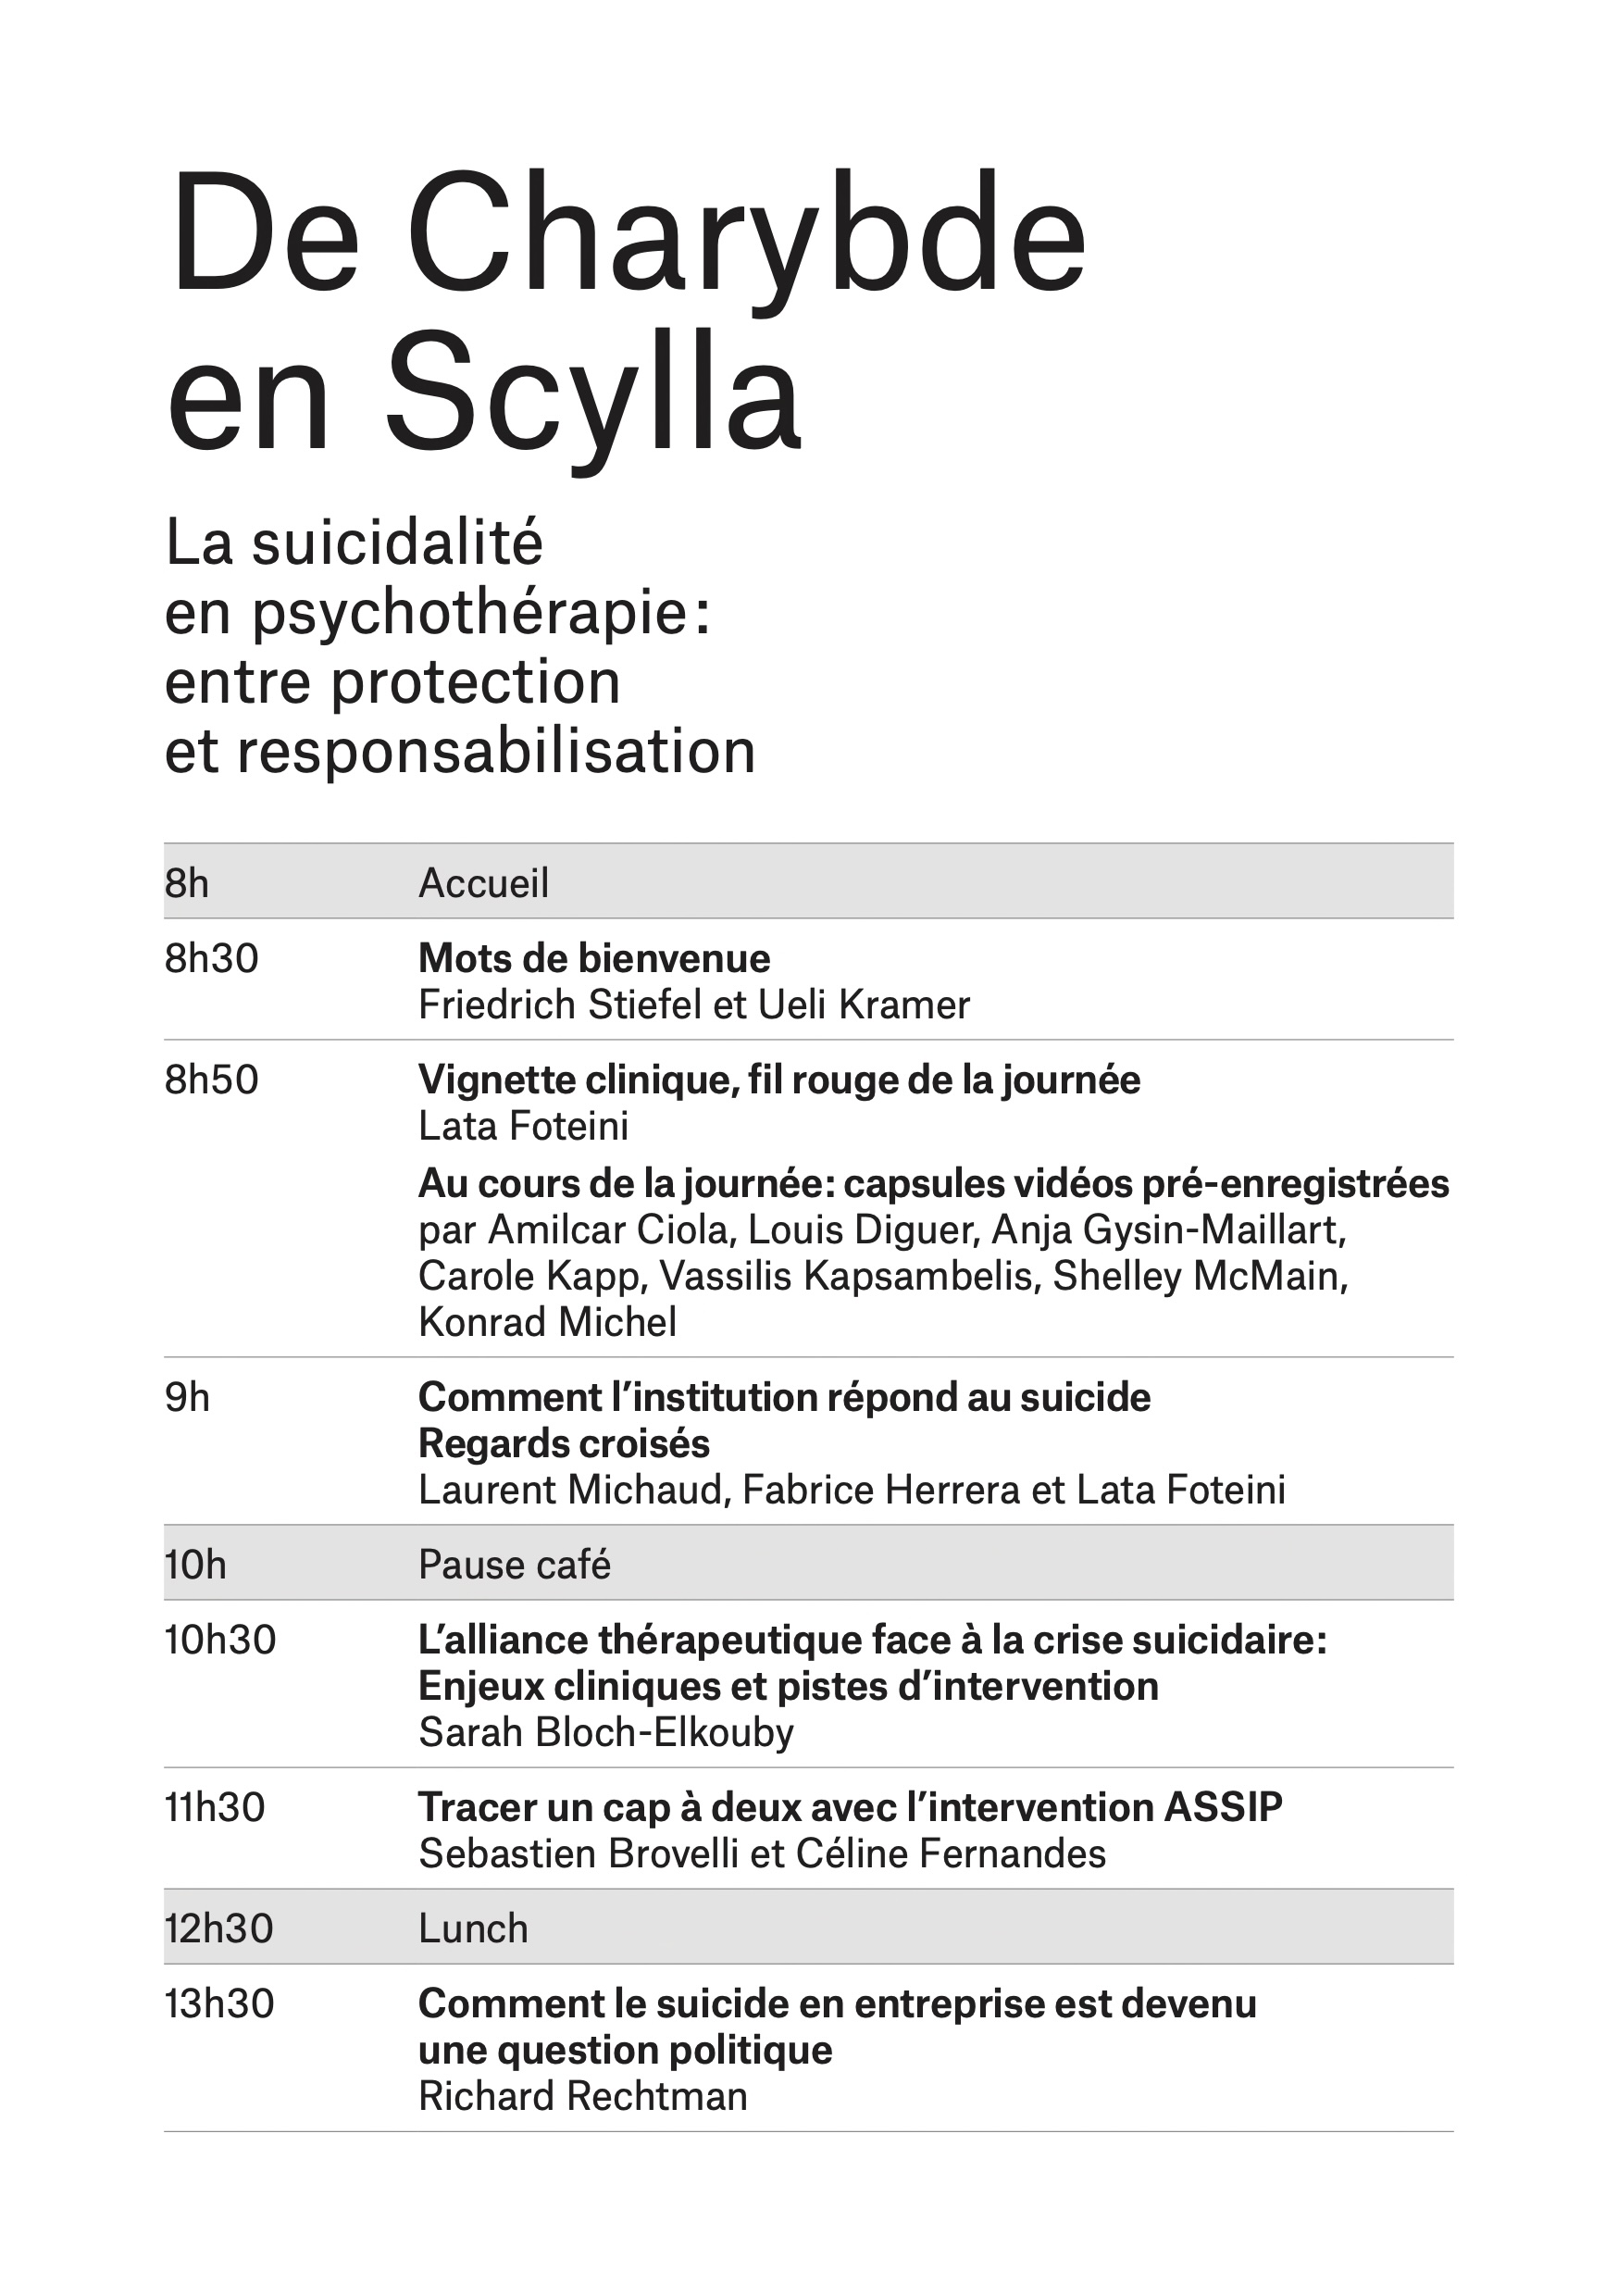 De Charybde
en Scylla
La suicidalité
en psychothérapie :
entre protection
et responsabilisation
8h Accueil
8h30 Mots de bienvenue
Friedrich Stiefel et Ueli Kramer
8h50 Vignette clinique, fil rouge de la journée
Lata Foteini
Au cours de la journée: capsules vidéos pré-enregistrées
par Amilcar Ciola, Louis Diguer, Anja Gysin-Maillart,
Carole Kapp, Vassilis Kapsambelis, Shelley McMain,
Konrad Michel
9h Comment l’institution répond au suicide
Regards croisés
Laurent Michaud, Fabrice Herrera et Lata Foteini
10h Pause café
10h30 L’alliance thérapeutique face à la crise suicidaire:
Enjeux cliniques et pistes d’intervention
Sarah Bloch-Elkouby
11h30 Tracer un cap à deux avec l’intervention ASSIP
Sebastien Brovelli et Céline Fernandes
12h30 Lunch
13h30 Comment le suicide en entreprise est devenu
une question politique
Richard Rechtman